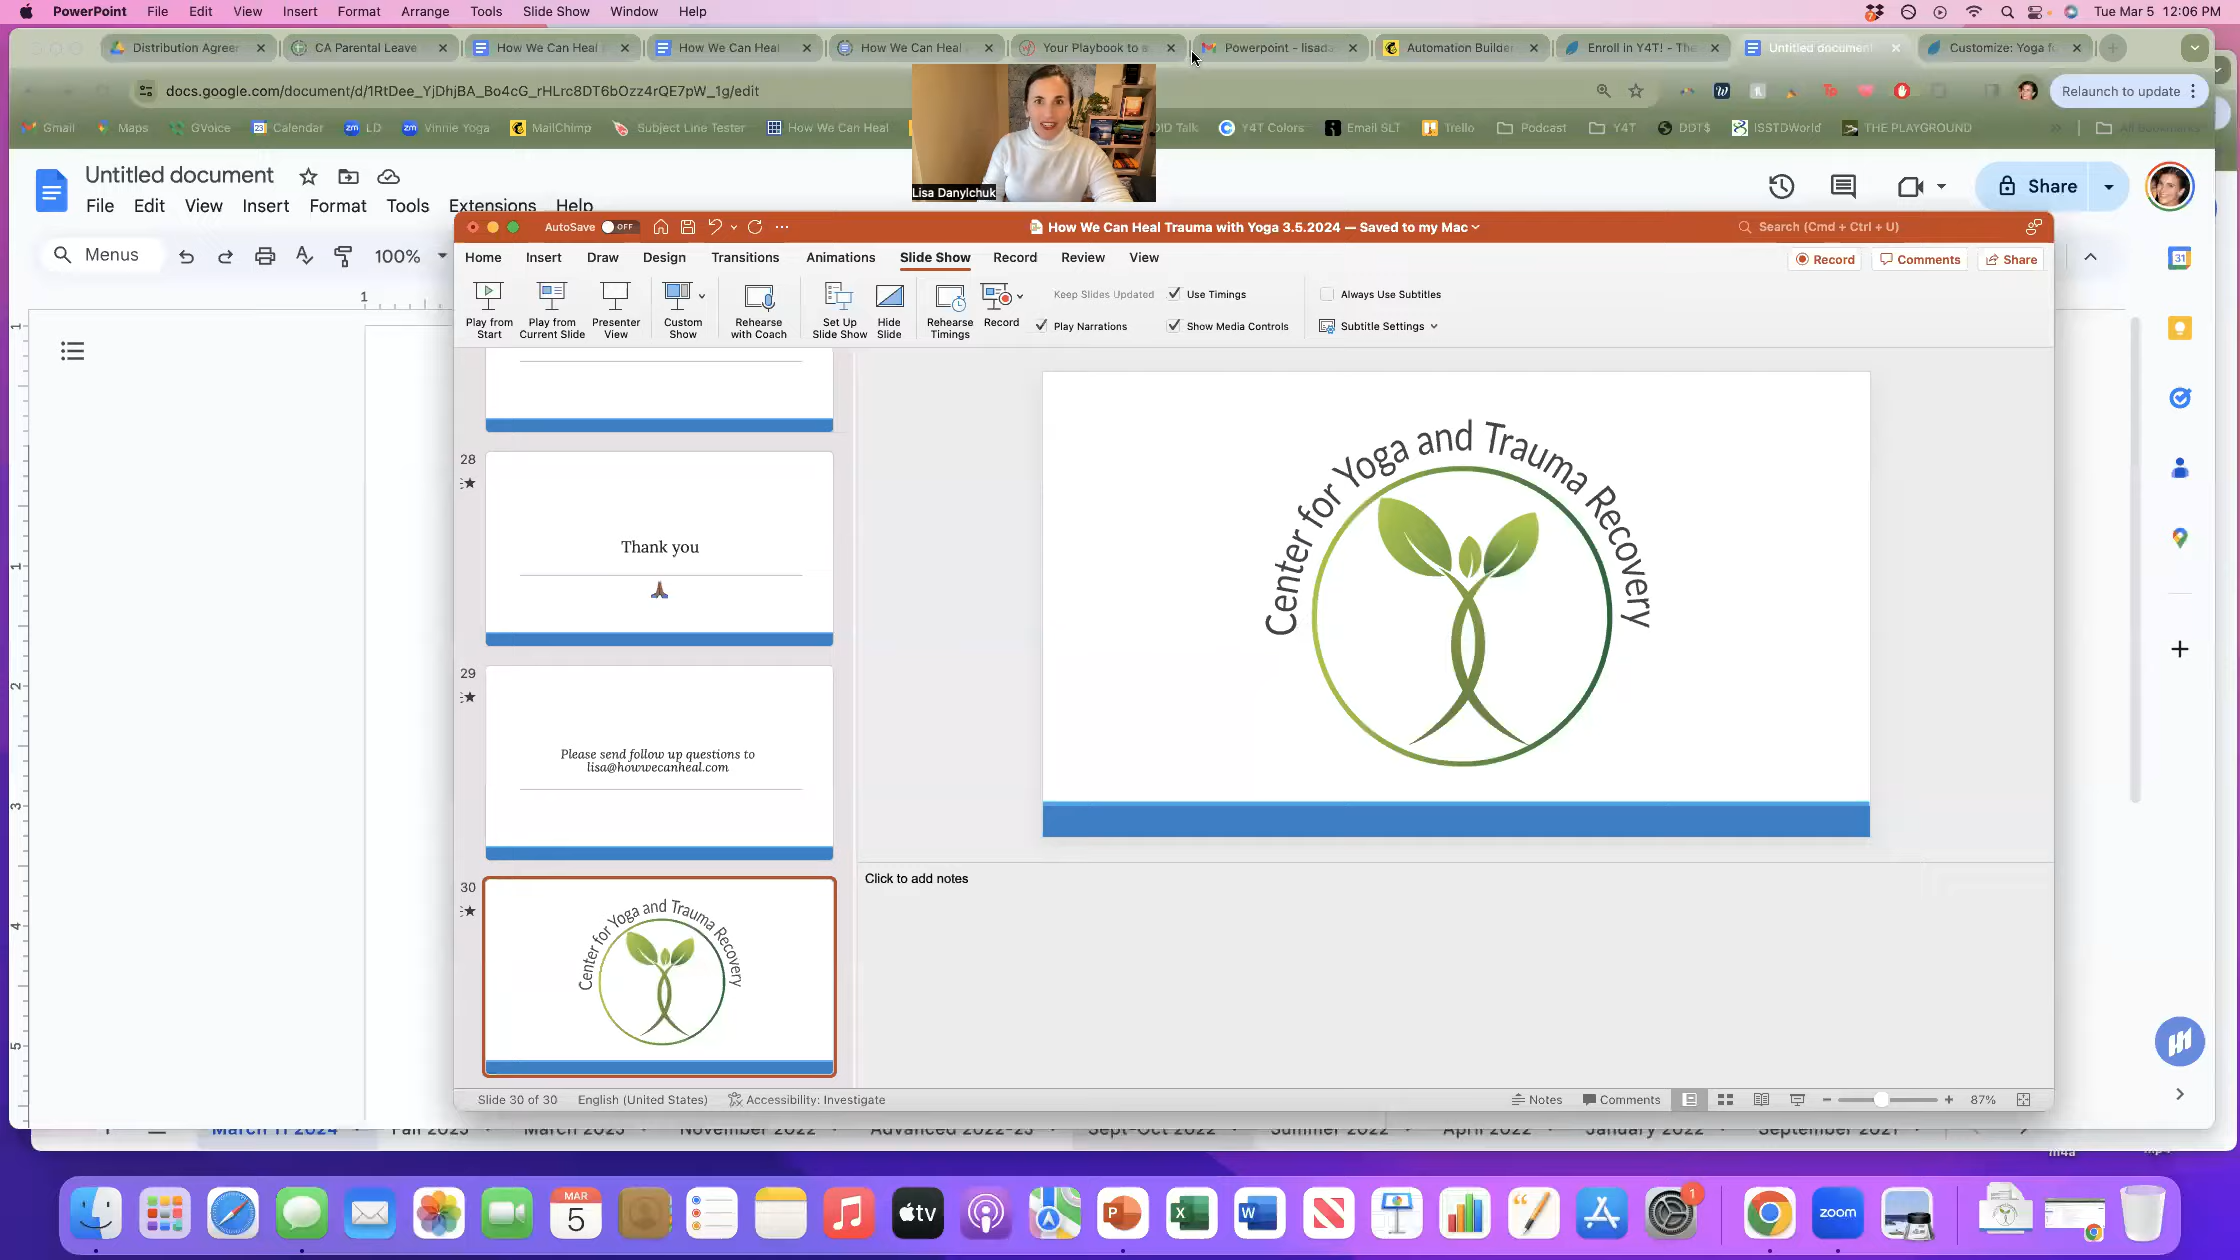 PowerPoint File Edit View Insert Format Arrange Tools Slide Show Window Help
7
Tue Mar 5 12:06 PM
Distribution Agree
CA Parental Leave
How We Can Heal
How We Can Heal
How We Can Heal
Your Playbook to
Powerpoint - lisad
Automation Builder
Enroll in Y4T! - The
Untitled document
Customize: Yoga fo
docs.google.com/document/d/1RtDee_YjDhjBA_Bo4cG_rHLrc8DT6bOzz4rQE7pW_1g/edit
Relaunch to update
Gmail Maps GVoice Calendar LD Vinnie Yoga MailChimp Subject Line Tester How We Can Heal
DID Talk Y4T Colors Email SLT Trello Podcast Y4T DDT$ ISSTDWorld THE PLAYGROUND
All Bookmarks
Lisa Danylchuk
Untitled document
Share
File Edit View Insert Format Tools Extensions Help
Menus
100%
AutoSave OFF
How We Can Heal Trauma with Yoga 3.5.2024 — Saved to my Mac
Search (Cmd + Ctrl + U)
Home Insert Draw Design Transitions Animations Slide Show Record Review View
Record
Comments
Share
Play from Start
Play from Current Slide
Presenter View
Custom Show
Rehearse with Coach
Set Up Slide Show
Hide Slide
Rehearse Timings
Record
Keep Slides Updated
Use Timings
Play Narrations
Show Media Controls
Always Use Subtitles
Subtitle Settings
28
Thank you
29
Please send follow up questions to
lisa@howwecanheal.com
30
Center for Yoga and Trauma Recovery
Center for Yoga and Trauma Recovery
Click to add notes
Slide 30 of 30 English (United States) Accessibility: Investigate
Notes Comments 87%
March 11 2024 Fall 2023 March 2023 November 2022 Advanced 2022-23 Sept-Oct 2022 Summer 2022 April 2022 January 2022 September 2021
m4a
MAR
5
tv
zoom
1